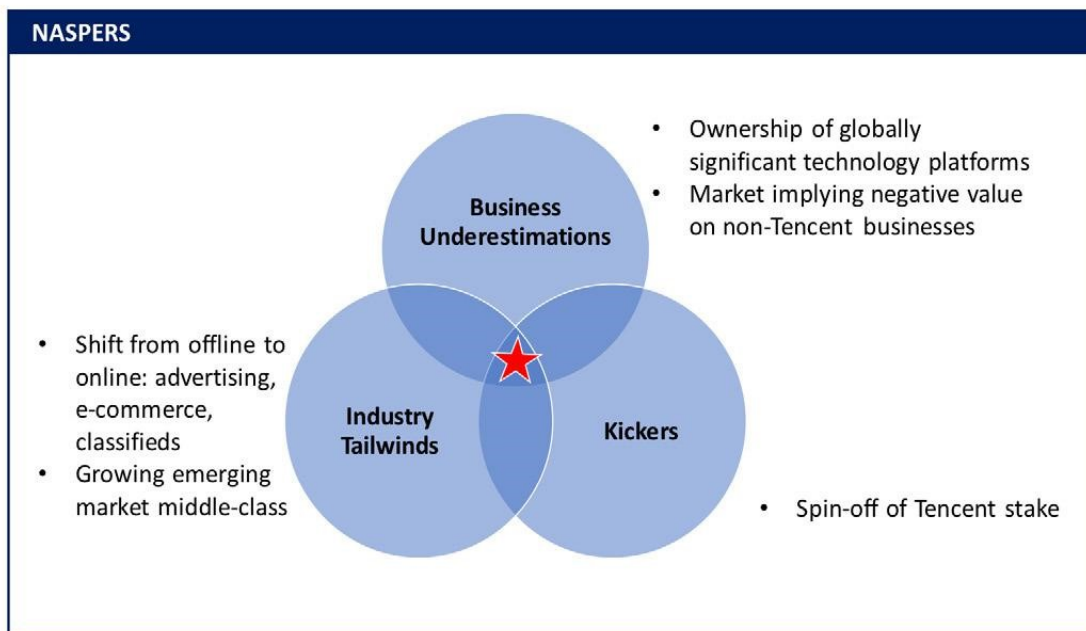 NASPERS
• Ownership of globally
significant technology platforms
• Market implying negative value
on non-Tencent businesses
Business
Underestimations
• Shift from offline to
online: advertising,
e-commerce,
classifieds
• Growing emerging
market middle-class
Industry
Tailwinds
Kickers
• Spin-off of Tencent stake